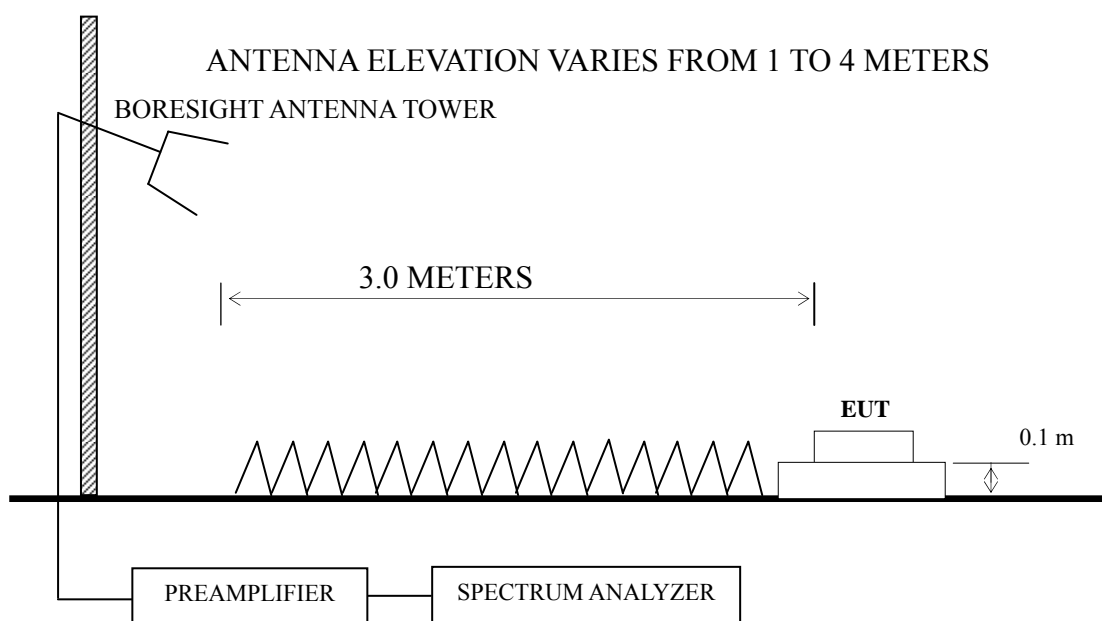 ANTENNA ELEVATION VARIES FROM 1 TO 4 METERS
BORESIGHT ANTENNA TOWER
3.0 METERS
EUT
0.1 m
PREAMPLIFIER
SPECTRUM ANALYZER